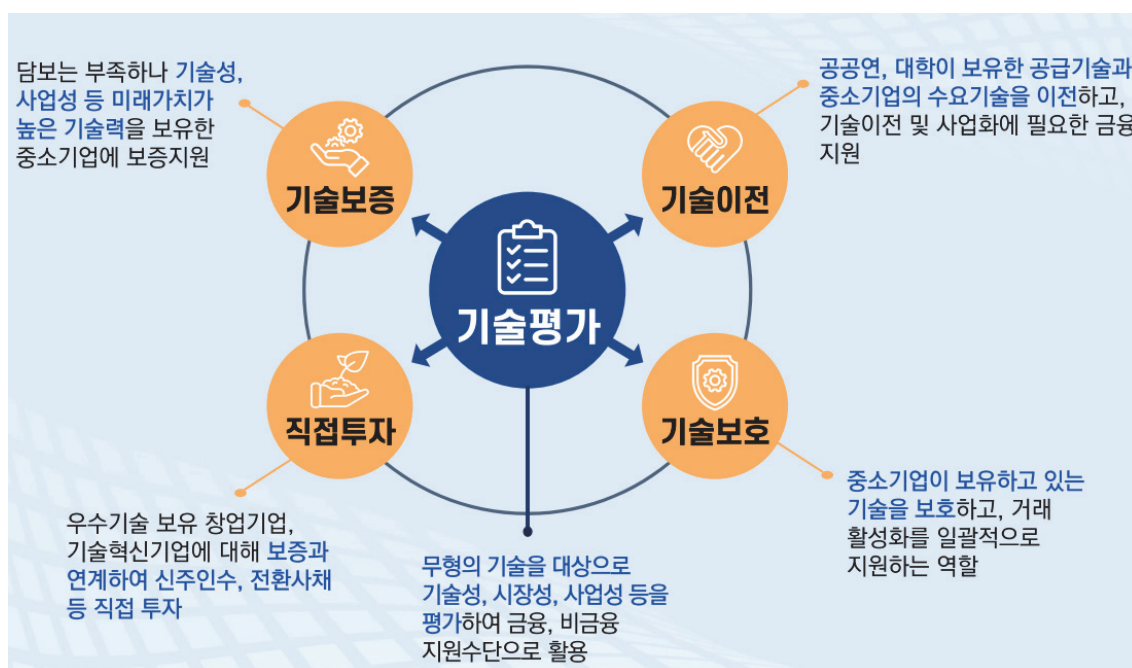 담보는 부족하나 기술성,
사업성 등 미래가치가
높은 기술력을 보유한
중소기업에 보증지원
기술보증
공공연, 대학이 보유한 공급기술과
중소기업의 수요기술을 이전하고,
기술이전 및 사업화에 필요한 금융
지원
기술이전
기술평가
직접투자
우수기술 보유 창업기업,
기술혁신기업에 대해 보증과
연계하여 신주인수, 전환사채
등 직접 투자
기술보호
중소기업이 보유하고 있는
기술을 보호하고, 거래
활성화를 일괄적으로
지원하는 역할
무형의 기술을 대상으로
기술성, 시장성, 사업성 등을
평가하여 금융, 비금융
지원수단으로 활용